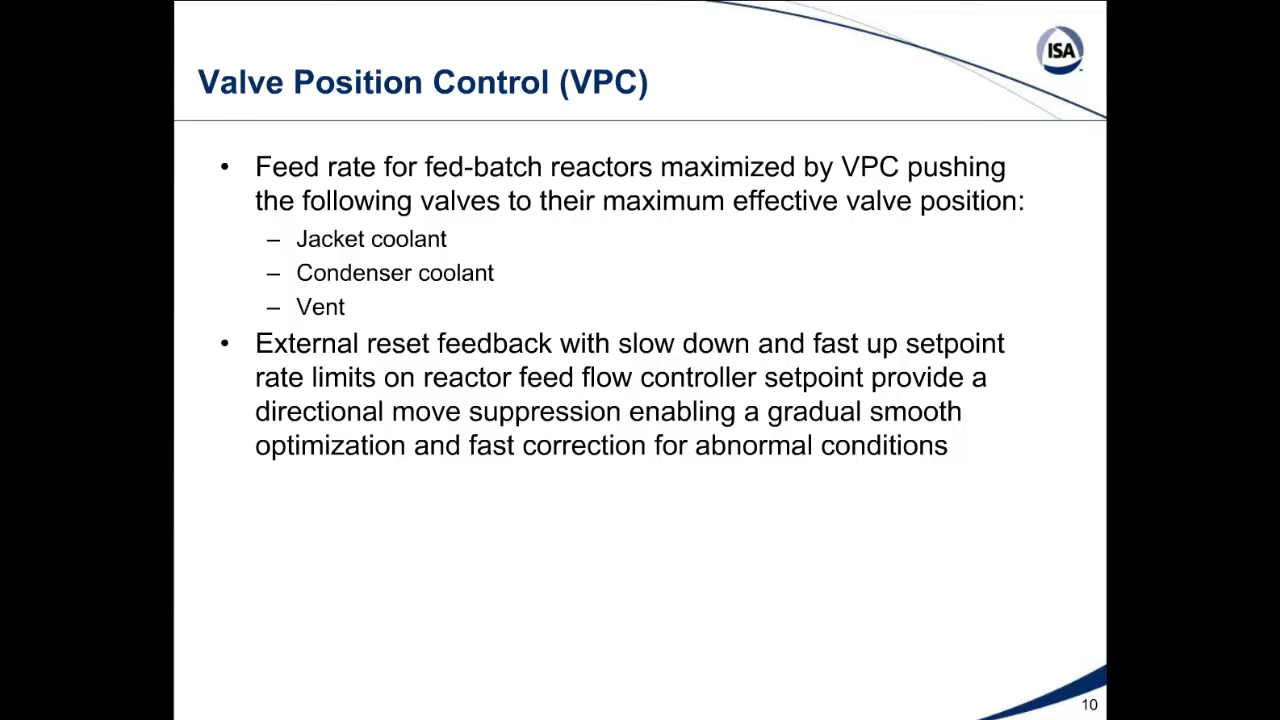 ISA
Valve Position Control (VPC)
• Feed rate for fed-batch reactors maximized by VPC pushing
the following valves to their maximum effective valve position:
– Jacket coolant
– Condenser coolant
– Vent
• External reset feedback with slow down and fast up setpoint
rate limits on reactor feed flow controller setpoint provide a
directional move suppression enabling a gradual smooth
optimization and fast correction for abnormal conditions
10